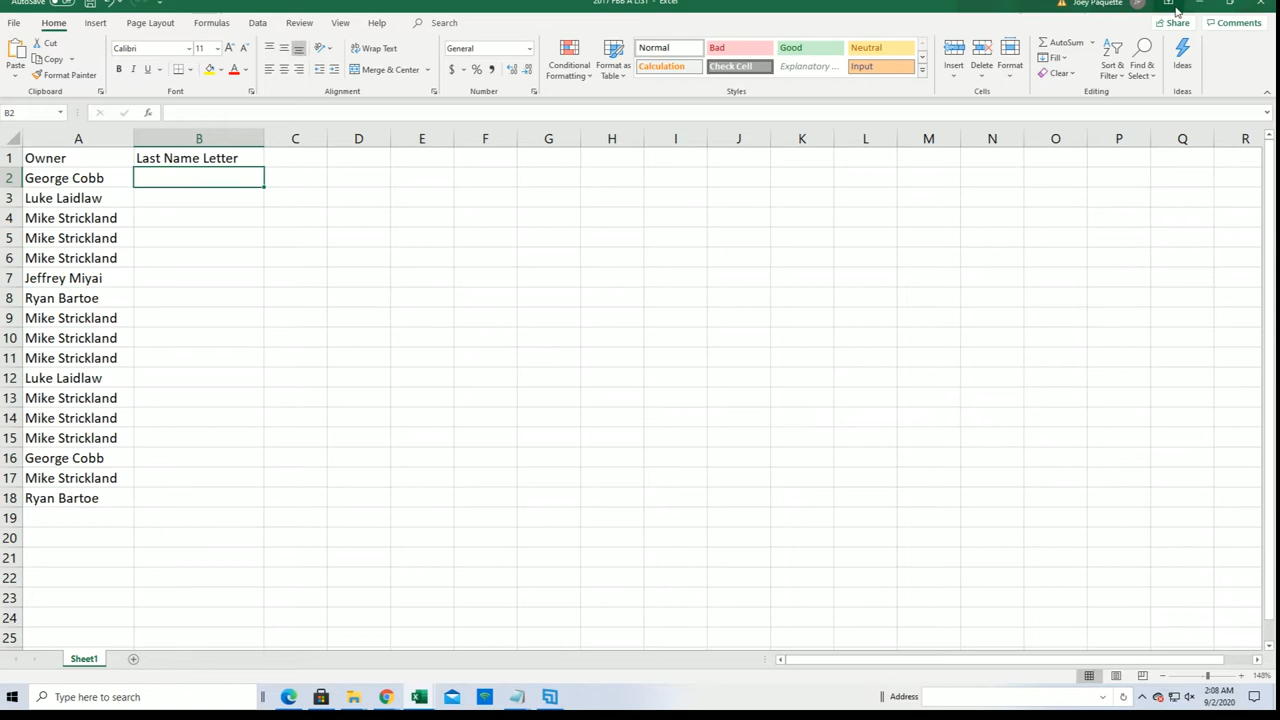 AutoSave
2017 FBB A LIST - Excel
Joey Paquette
JP
File Home Insert Page Layout Formulas Data Review View Help Search
Share Comments
Paste
Cut
Copy
Format Painter
Clipboard
Calibri 11
B I U
Font
Wrap Text
Merge & Center
Alignment
General
$ % ,
Number
Conditional Formatting
Format as Table
Normal Bad Good Neutral
Calculation Check Cell Explanatory ... Input
Styles
Insert Delete Format
Cells
AutoSum
Fill
Clear
Sort & Filter
Find & Select
Editing
Ideas
Ideas
B2 fx
A B C D E F G H I J K L M N O P Q R
1 Owner Last Name Letter
2 George Cobb
3 Luke Laidlaw
4 Mike Strickland
5 Mike Strickland
6 Mike Strickland
7 Jeffrey Miyai
8 Ryan Bartoe
9 Mike Strickland
10 Mike Strickland
11 Mike Strickland
12 Luke Laidlaw
13 Mike Strickland
14 Mike Strickland
15 Mike Strickland
16 George Cobb
17 Mike Strickland
18 Ryan Bartoe
19
20
21
22
23
24
25
Sheet1
148%
Type here to search
Address
2:08 AM
9/2/2020